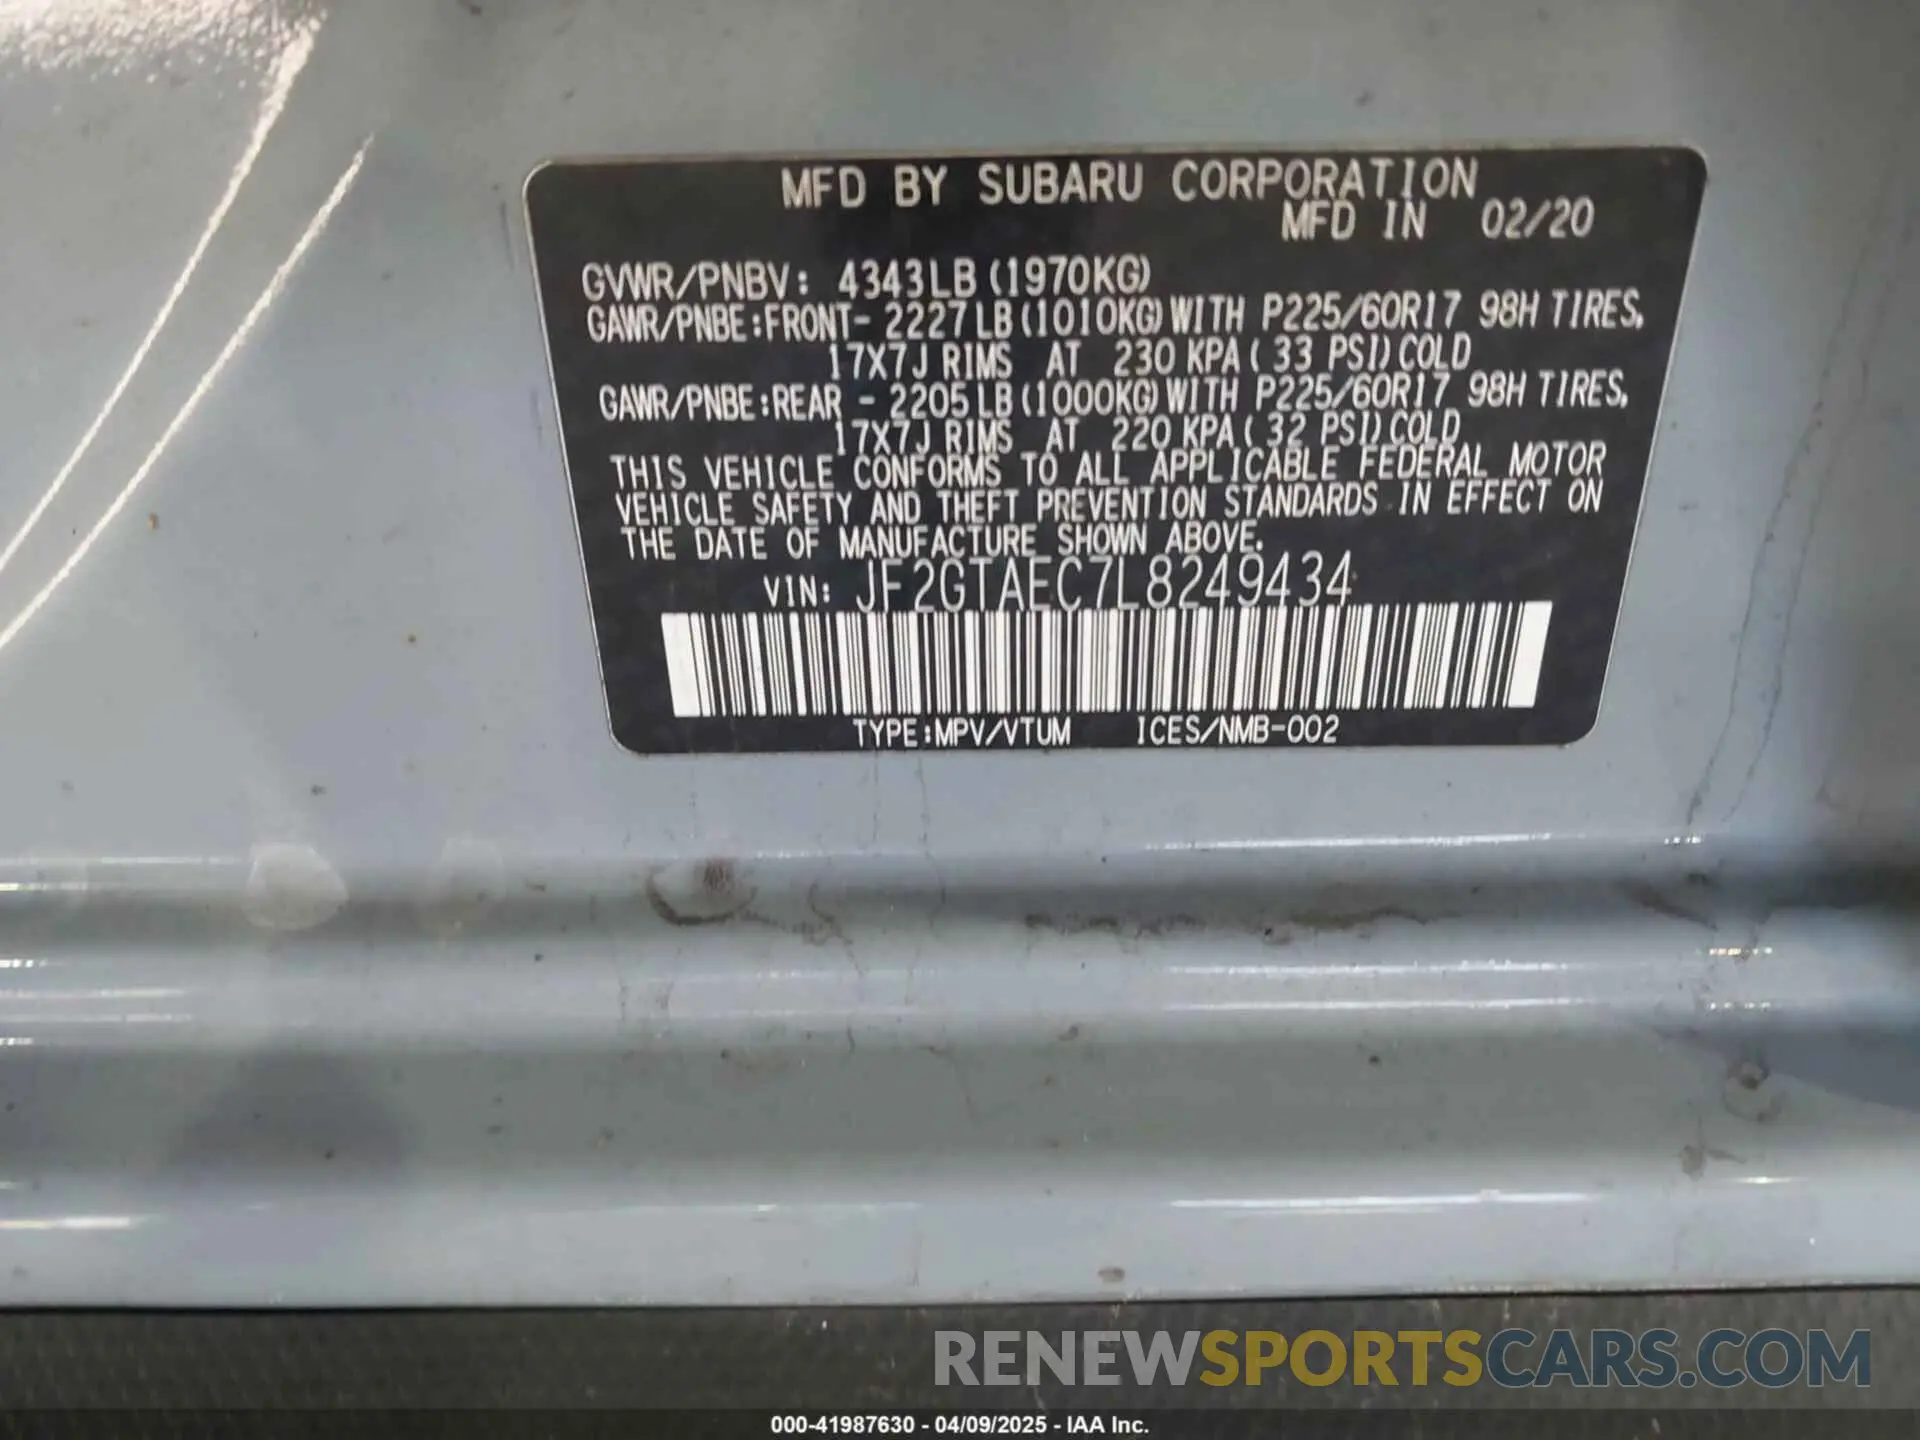 MFD BY SUBARU CORPORATION
MFD IN 02/20
GVWR/PNBV: 4343LB(1970KG)
GAWR/PNBE:FRONT- 2227LB(1010KG)WITH P225/60R17 98H TIRES,
17X7J RIMS AT 230 KPA(33 PSI)COLD
GAWR/PNBE:REAR - 2205LB(1000KG)WITH P225/60R17 98H TIRES,
17X7J RIMS AT 220 KPA(32 PSI)COLD
THIS VEHICLE CONFORMS TO ALL APPLICABLE FEDERAL MOTOR
VEHICLE SAFETY AND THEFT PREVENTION STANDARDS IN EFFECT ON
THE DATE OF MANUFACTURE SHOWN ABOVE.
VIN: JF2GTAEC7L8249434
TYPE:MPV/VTUM ICES/NMB-002
RENEWSPORTSCARS.COM
000-41987630 - 04/09/2025 - IAA Inc.